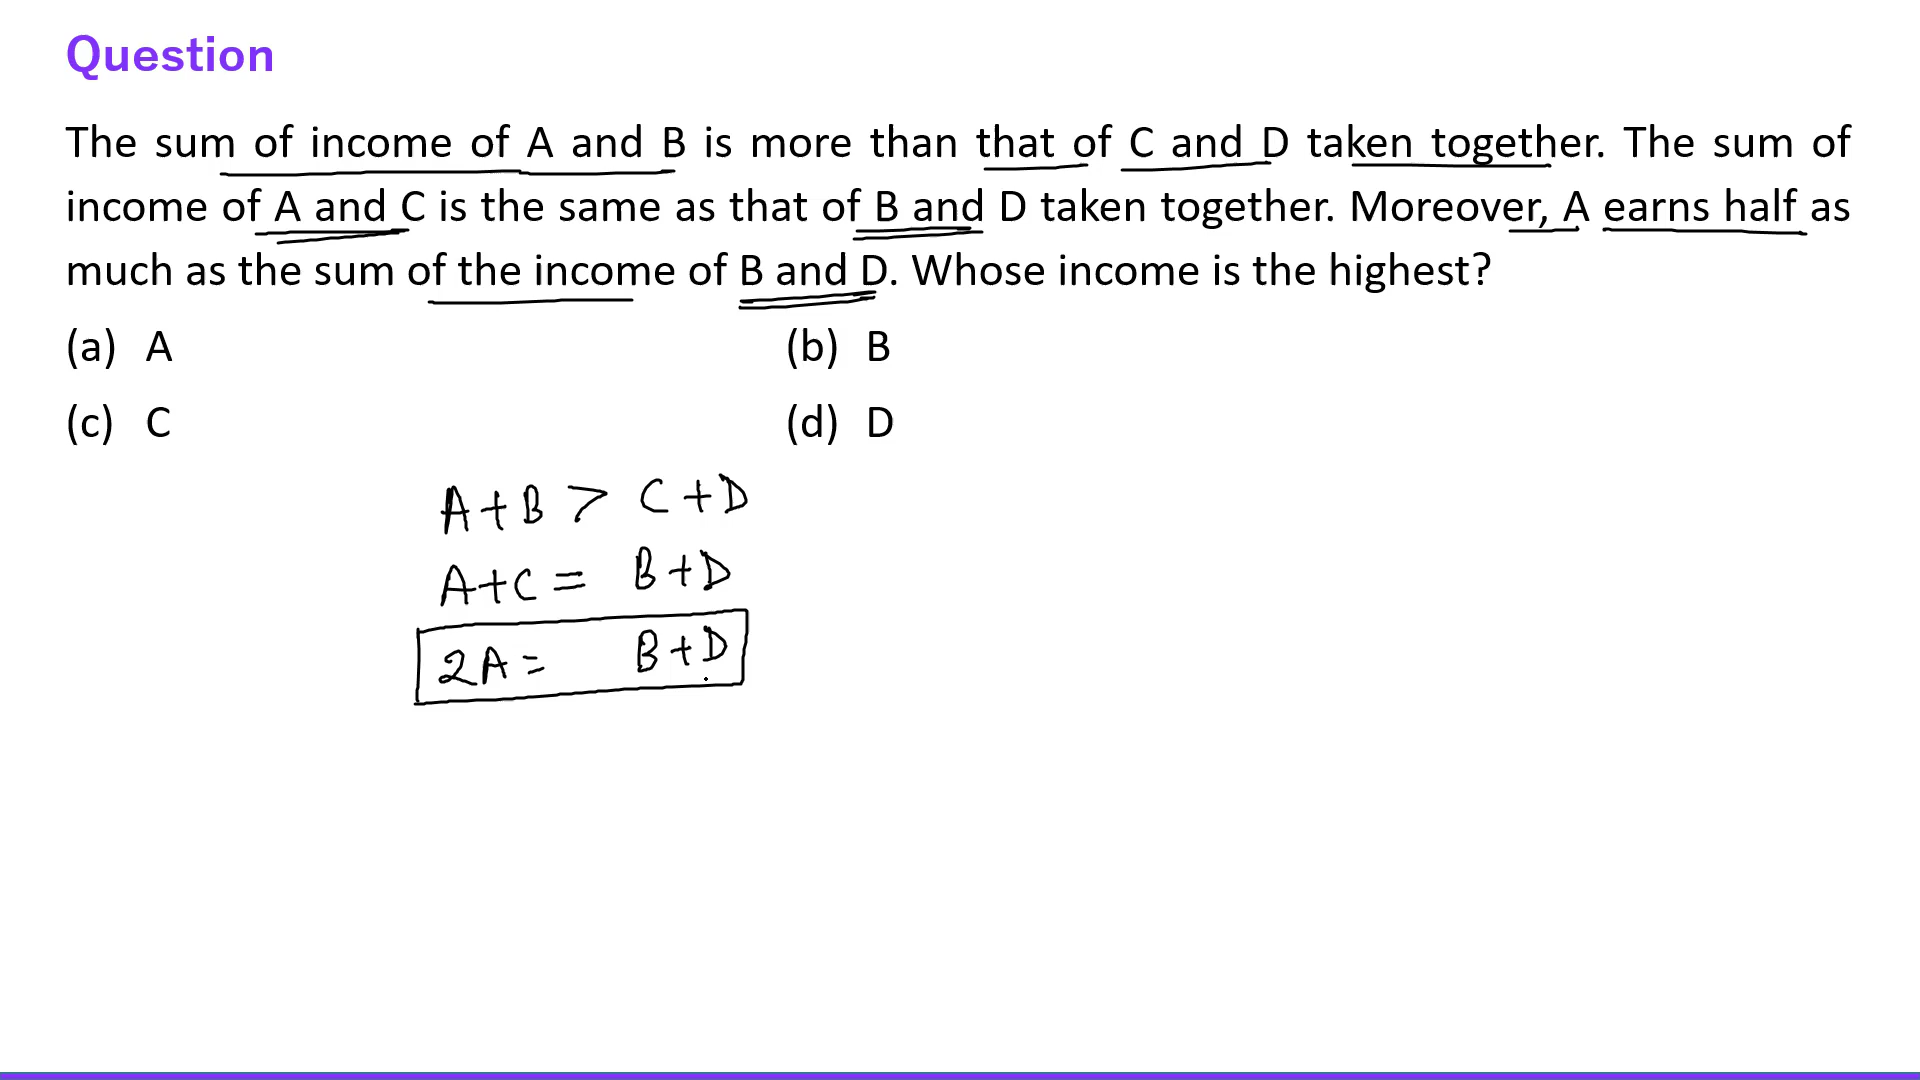 Question
The sum of income of A and B is more than that of C and D taken together. The sum of
income of A and C is the same as that of B and D taken together. Moreover, A earns half as
much as the sum of the income of B and D. Whose income is the highest?
(a) A (b) B
(c) C (d) D
A+B > C+D
A+C = B+D
2A = B+D